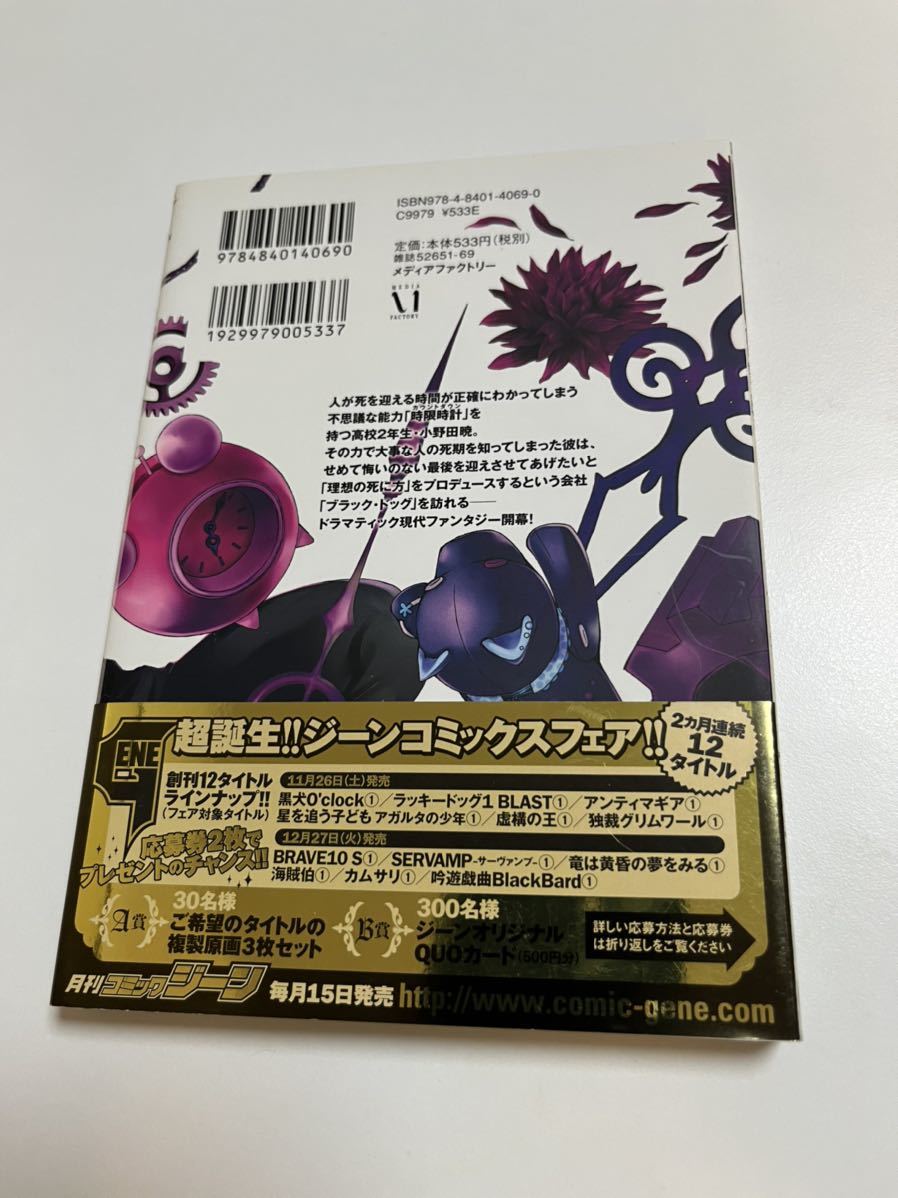 ISBN978-4-8401-4069-0
C9979 ¥533E
9784840140690
定価:本体533円(税別)
雑誌52651-69
メディアファクトリー
MEDIA
FACTORY
1929979005337
人が死を迎える時間が正確にわかってしまう
カウントダウン
不思議な能力「時限時計」を
持つ高校2年生・小野田暁。
その力で大事な人の死期を知ってしまった彼は、
せめて悔いのない最後を迎えさせてあげたいと
「理想の死に方」をプロデュースするという会社
「ブラック・ドッグ」を訪れる――
ドラマティック現代ファンタジー開幕!
GENE
超誕生!!ジーンコミックスフェア!!
2カ月連続
12
タイトル
創刊12タイトル
ラインナップ!!
(フェア対象タイトル)
11月26日(土)発売
黒犬O'clock①/ラッキードッグ1 BLAST①/アンティマギア①
星を追う子ども アガルタの少年①/虚構の王①/独裁グリムワール①
応募券2枚で
プレゼントのチャンス!!
12月27日(火)発売
BRAVE10 S①/SERVAMP-サーヴァンプ-①/竜は黄昏の夢をみる①
海賊伯①/カムサリ①/吟遊戯曲BlackBard①
A賞
30名様
ご希望のタイトルの
複製原画3枚セット
B賞
300名様
ジーンオリジナル
QUOカード(500円分)
詳しい応募方法と応募券
は折り返しをご覧ください
月刊コミックジーン 毎月15日発売 http://www.comic-gene.com